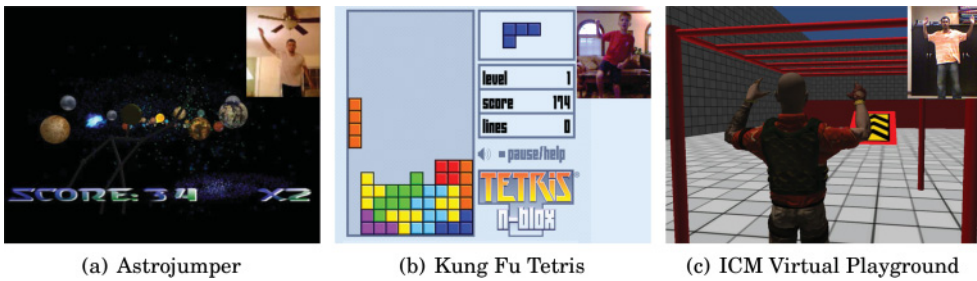 SCORE: 34 X2
level 1
score 174
lines 0
= pause/help
TETRIS
n-blox
(a) Astrojumper
(b) Kung Fu Tetris
(c) ICM Virtual Playground